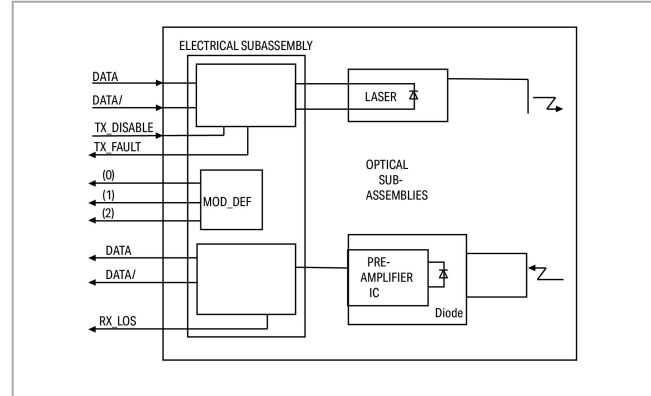 ELECTRICAL SUBASSEMBLY
DATA
DATA/
TX_DISABLE
TX_FAULT
LASER
(0)
(1)
(2)
MOD_DEF
OPTICAL
SUB-
ASSEMBLIES
DATA
DATA/
RX_LOS
PRE-
AMPLIFIER
IC
Diode